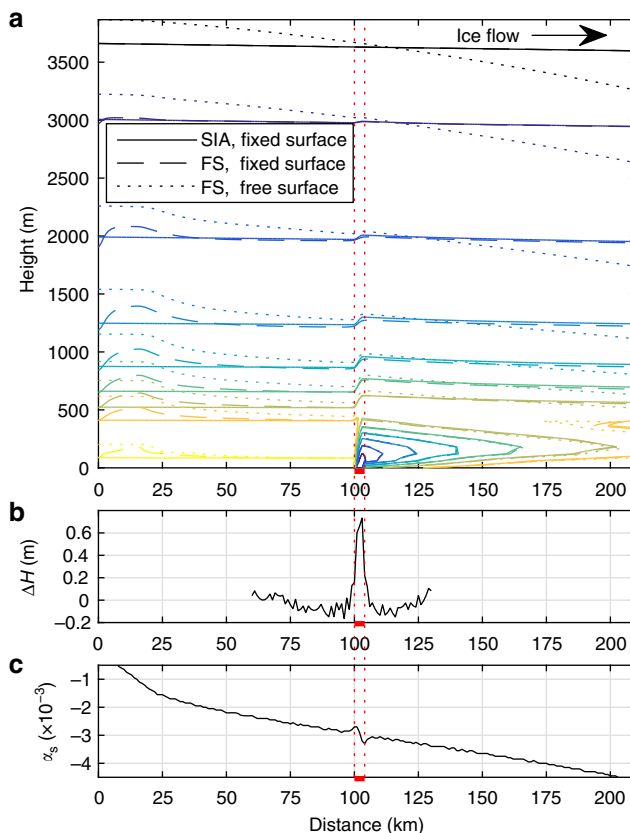 a
Ice flow
3500
3000
2500
2000
1500
1000
500
0
Height (m)
SIA, fixed surface
FS, fixed surface
FS, free surface
0 25 50 75 100 125 150 175 200
b
0.6
0.4
0.2
0
−0.2
ΔH (m)
0 25 50 75 100 125 150 175 200
c
−1
−2
−3
−4
αs (×10−3)
0 25 50 75 100 125 150 175 200
Distance (km)